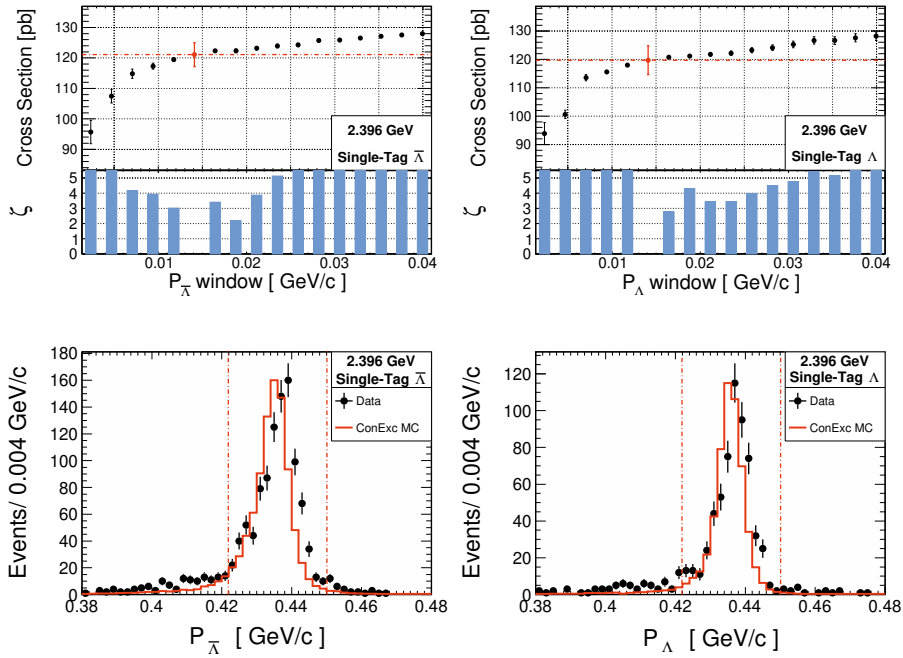 Cross Section [pb]
130
120
110
100
90
2.396 GeV
Single-Tag Λ̅
ζ
5
4
3
2
1
0
0.01 0.02 0.03 0.04
P_Λ̅ window [ GeV/c ]
Cross Section [pb]
130
120
110
100
90
2.396 GeV
Single-Tag Λ
ζ
5
4
3
2
1
0
0.01 0.02 0.03 0.04
P_Λ window [ GeV/c ]
Events/ 0.004 GeV/c
180
160
140
120
100
80
60
40
20
0
2.396 GeV
Single-Tag Λ̅
Data
ConExc MC
0.38 0.4 0.42 0.44 0.46 0.48
P_Λ̅ [ GeV/c ]
Events/ 0.004 GeV/c
120
100
80
60
40
20
0
2.396 GeV
Single-Tag Λ
Data
ConExc MC
0.38 0.4 0.42 0.44 0.46 0.48
P_Λ [ GeV/c ]